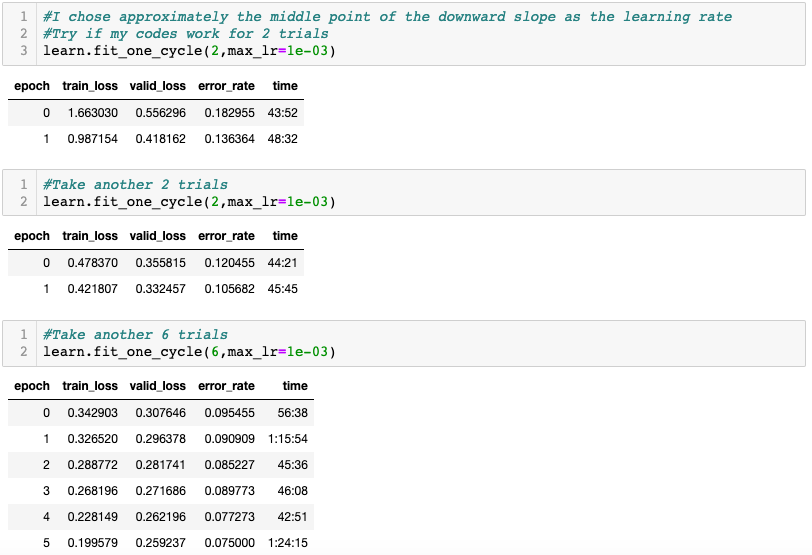 1 #I chose approximately the middle point of the downward slope as the learning rate
2 #Try if my codes work for 2 trials
3 learn.fit_one_cycle(2,max_lr=1e-03)
epoch train_loss valid_loss error_rate time
0 1.663030 0.556296 0.182955 43:52
1 0.987154 0.418162 0.136364 48:32
1 #Take another 2 trials
2 learn.fit_one_cycle(2,max_lr=1e-03)
epoch train_loss valid_loss error_rate time
0 0.478370 0.355815 0.120455 44:21
1 0.421807 0.332457 0.105682 45:45
1 #Take another 6 trials
2 learn.fit_one_cycle(6,max_lr=1e-03)
epoch train_loss valid_loss error_rate time
0 0.342903 0.307646 0.095455 56:38
1 0.326520 0.296378 0.090909 1:15:54
2 0.288772 0.281741 0.085227 45:36
3 0.268196 0.271686 0.089773 46:08
4 0.228149 0.262196 0.077273 42:51
5 0.199579 0.259237 0.075000 1:24:15